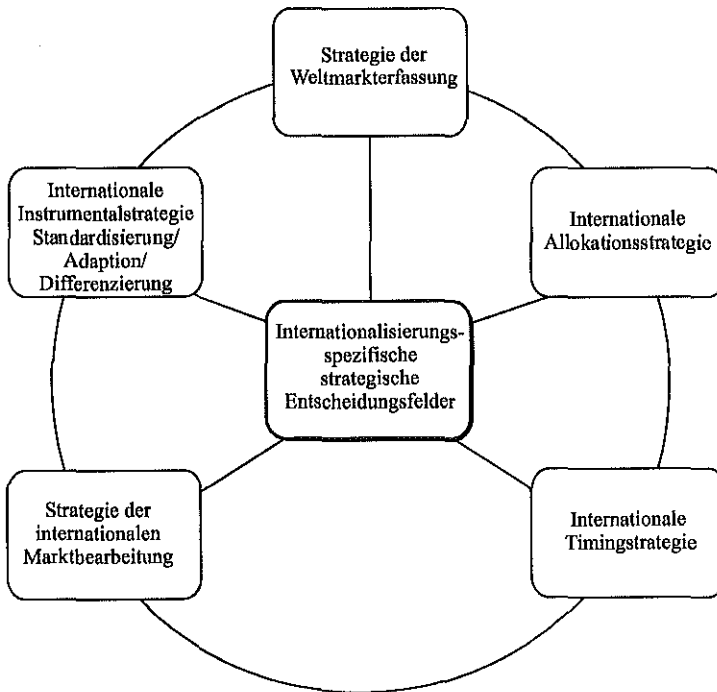 Strategie der
Weltmarkterfassung
Internationale
Instrumentalstrategie
Standardisierung/
Adaption/
Differenzierung
Internationale
Allokationsstrategie
Internationalisierungs-
spezifische
strategische
Entscheidungsfelder
Strategie der
internationalen
Marktbearbeitung
Internationale
Timingstrategie